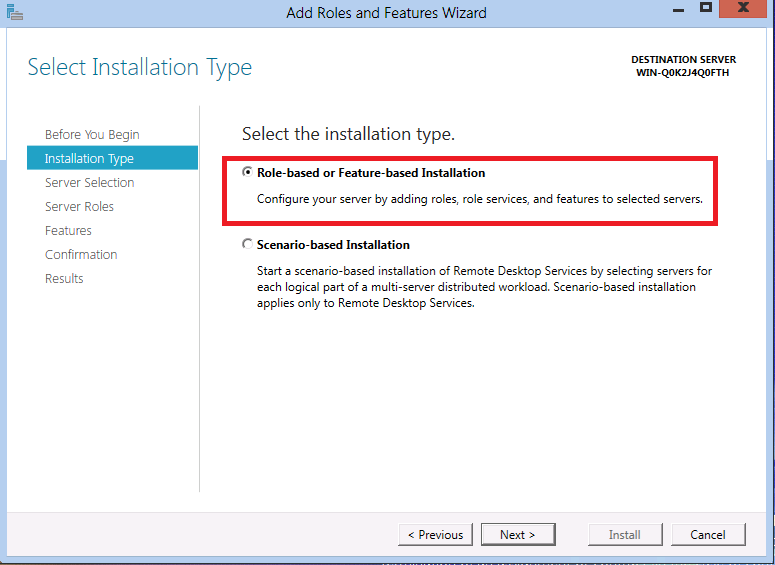 Add Roles and Features Wizard
Select Installation Type
DESTINATION SERVER
WIN-Q0K2J4Q0FTH
Before You Begin
Installation Type
Server Selection
Server Roles
Features
Confirmation
Results
Select the installation type.
Role-based or Feature-based Installation
Configure your server by adding roles, role services, and features to selected servers.
Scenario-based Installation
Start a scenario-based installation of Remote Desktop Services by selecting servers for
each logical part of a multi-server distributed workload. Scenario-based installation
applies only to Remote Desktop Services.
< Previous
Next >
Install
Cancel